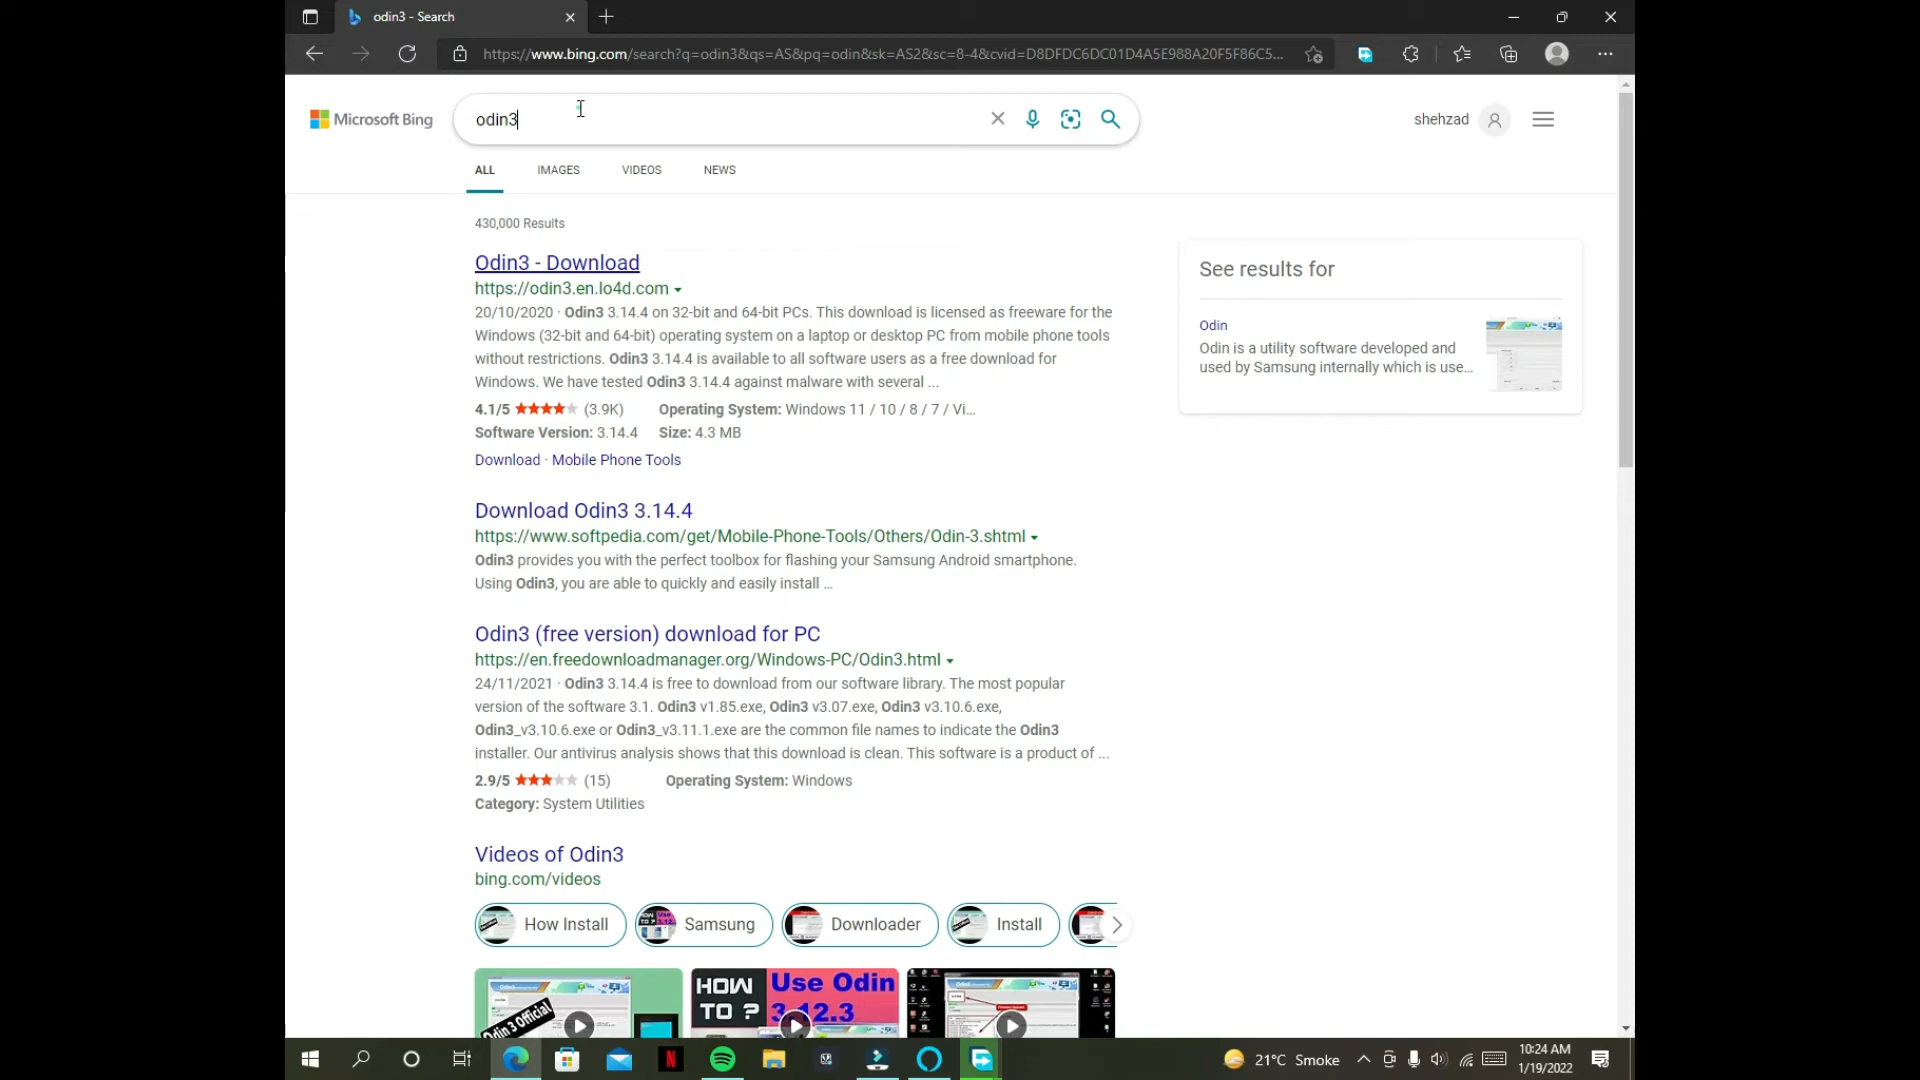 odin3 - Search
https://www.bing.com/search?q=odin3&qs=AS&pq=odin&sk=AS2&sc=8-4&cvid=D8DFDC6DC01D4A5E988A20F5F86C5...
Microsoft Bing
odin3
shehzad
ALL IMAGES VIDEOS NEWS
430,000 Results
Odin3 - Download
https://odin3.en.lo4d.com
20/10/2020 · Odin3 3.14.4 on 32-bit and 64-bit PCs. This download is licensed as freeware for the
Windows (32-bit and 64-bit) operating system on a laptop or desktop PC from mobile phone tools
without restrictions. Odin3 3.14.4 is available to all software users as a free download for
Windows. We have tested Odin3 3.14.4 against malware with several ...
4.1/5 (3.9K) Operating System: Windows 11 / 10 / 8 / 7 / Vi...
Software Version: 3.14.4 Size: 4.3 MB
Download · Mobile Phone Tools
See results for
Odin
Odin is a utility software developed and
used by Samsung internally which is use...
Download Odin3 3.14.4
https://www.softpedia.com/get/Mobile-Phone-Tools/Others/Odin-3.shtml
Odin3 provides you with the perfect toolbox for flashing your Samsung Android smartphone.
Using Odin3, you are able to quickly and easily install ...
Odin3 (free version) download for PC
https://en.freedownloadmanager.org/Windows-PC/Odin3.html
24/11/2021 · Odin3 3.14.4 is free to download from our software library. The most popular
version of the software 3.1. Odin3 v1.85.exe, Odin3 v3.07.exe, Odin3 v3.10.6.exe,
Odin3_v3.10.6.exe or Odin3_v3.11.1.exe are the common file names to indicate the Odin3
installer. Our antivirus analysis shows that this download is clean. This software is a product of ...
2.9/5 (15) Operating System: Windows
Category: System Utilities
Videos of Odin3
bing.com/videos
How Install
Samsung
Downloader
Install
Odin 3 Official
HOW TO ?
Use Odin
3.12.3
21°C Smoke
10:24 AM
1/19/2022